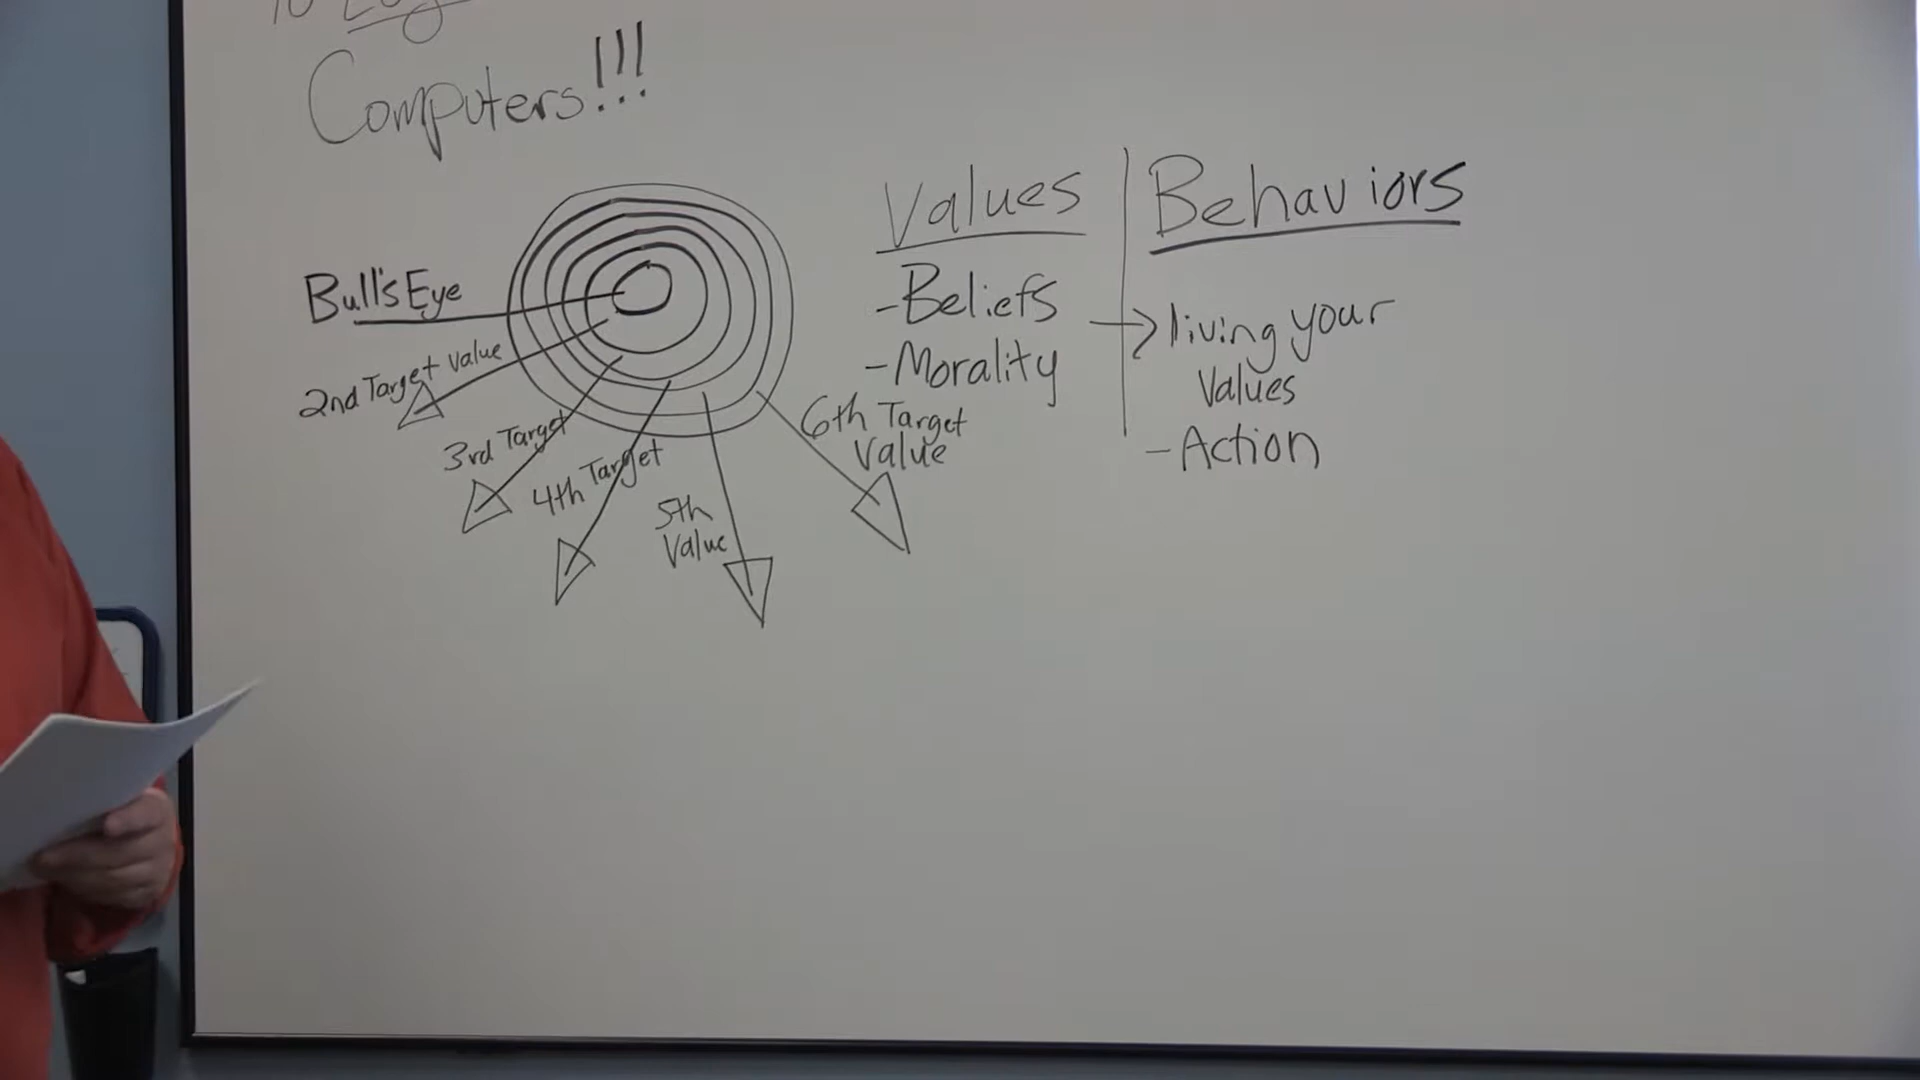 Computers!!!
Bull's Eye
2nd Target Value
3rd Target
4th Target
5th
Value
6th Target
Value
Values
- Beliefs
- Morality
Behaviors
→ living your
Values
- Action